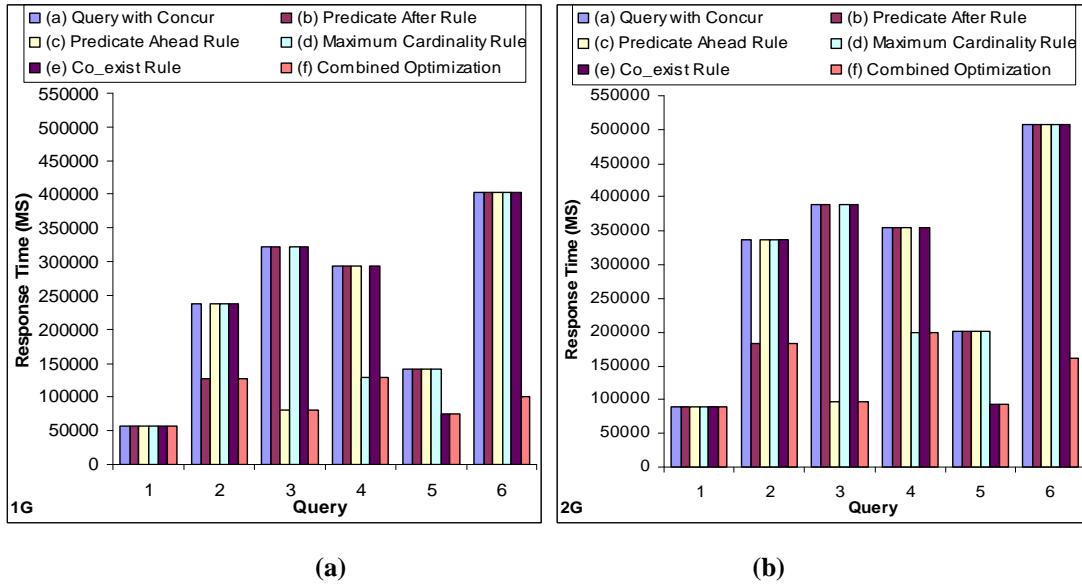 (a) Query with Concur (b) Predicate After Rule
(c) Predicate Ahead Rule (d) Maximum Cardinality Rule
(e) Co_exist Rule (f) Combined Optimization
550000
500000
450000
400000
350000
300000
250000
200000
150000
100000
50000
0
Response Time (MS)
1 2 3 4 5 6
Query
1G
(a)
(a) Query with Concur (b) Predicate After Rule
(c) Predicate Ahead Rule (d) Maximum Cardinality Rule
(e) Co_exist Rule (f) Combined Optimization
550000
500000
450000
400000
350000
300000
250000
200000
150000
100000
50000
0
Response Time (MS)
1 2 3 4 5 6
Query
2G
(b)